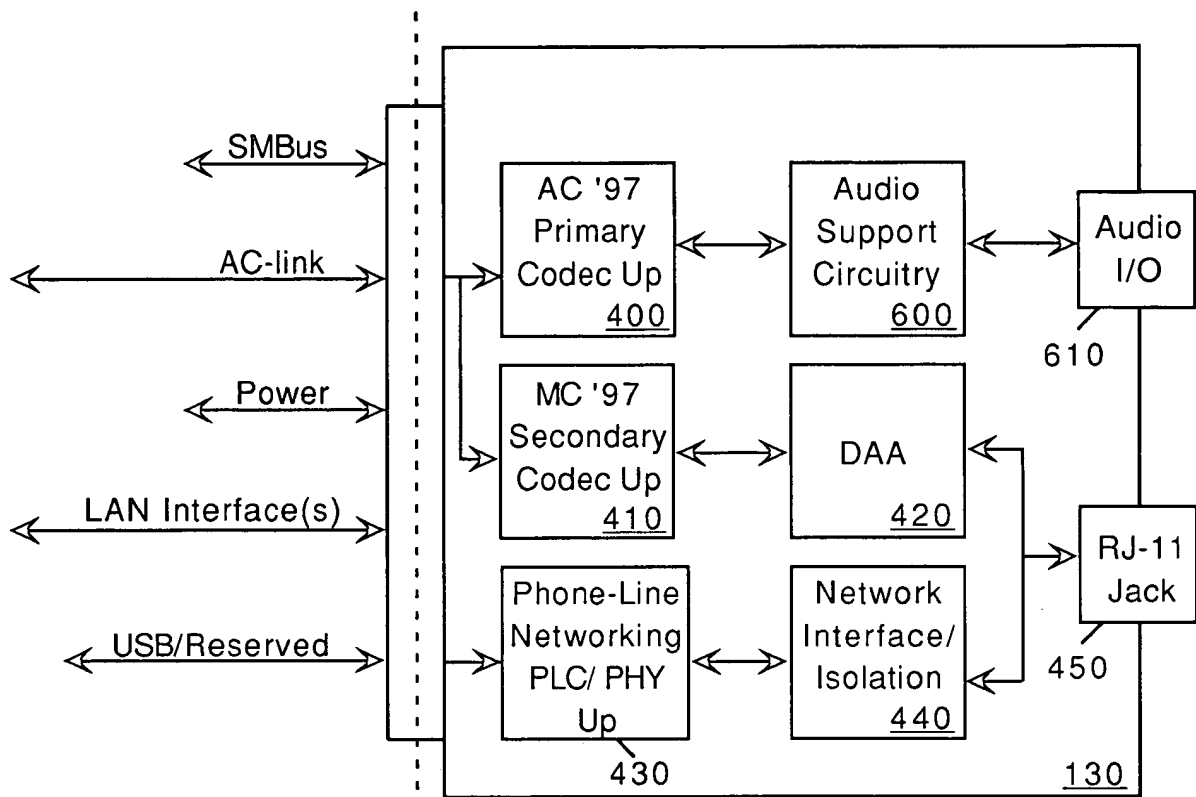 SMBus
AC-link
Power
LAN Interface(s)
USB/Reserved
AC '97
Primary
Codec Up
400
Audio
Support
Circuitry
600
Audio
I/O
610
MC '97
Secondary
Codec Up
410
DAA
420
RJ-11
Jack
450
Phone-Line
Networking
PLC/ PHY
Up
430
Network
Interface/
Isolation
440
130